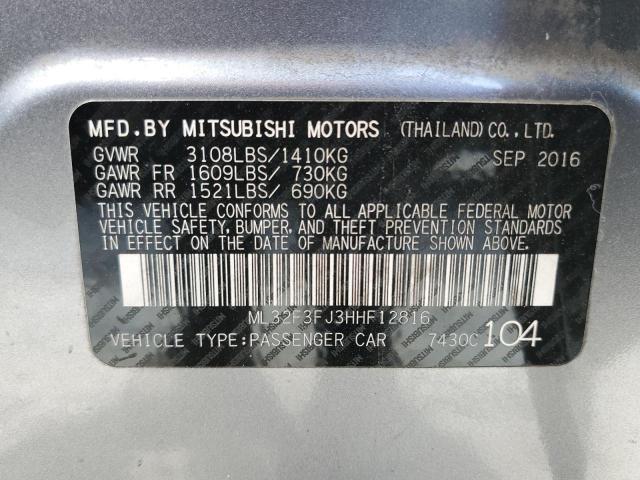 MFD.BY MITSUBISHI MOTORS (THAILAND)CO.,LTD.
GVWR 3108LBS/1410KG SEP 2016
GAWR FR 1609LBS/ 730KG
GAWR RR 1521LBS/ 690KG
THIS VEHICLE CONFORMS TO ALL APPLICABLE FEDERAL MOTOR
VEHICLE SAFETY, BUMPER, AND THEFT PREVENTION STANDARDS
IN EFFECT ON THE DATE OF MANUFACTURE SHOWN ABOVE.
ML32F3FJ3HHF12816
VEHICLE TYPE:PASSENGER CAR 7430C 104